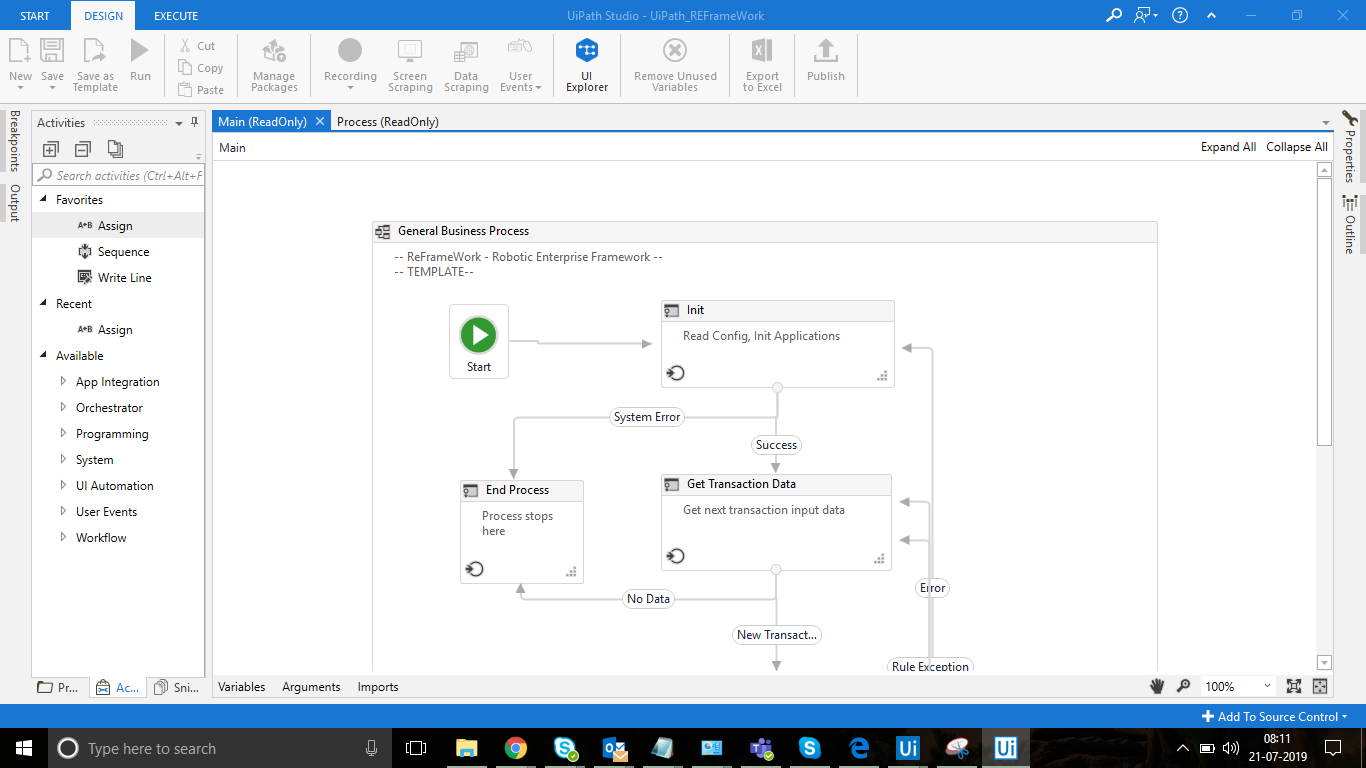 START DESIGN EXECUTE UiPath Studio - UiPath_REFrameWork
New Save Save as Template Run
Cut
Copy
Paste
Manage Packages
Recording
Screen Scraping
Data Scraping
User Events
UI Explorer
Remove Unused Variables
Export to Excel
Publish
Breakpoints
Output
Activities
Search activities (Ctrl+Alt+F
Favorites
Assign
Sequence
Write Line
Recent
Assign
Available
App Integration
Orchestrator
Programming
System
UI Automation
User Events
Workflow
Pr...
Ac...
Sni...
Main (ReadOnly)
Process (ReadOnly)
Main
Expand All Collapse All
General Business Process
-- ReFrameWork - Robotic Enterprise Framework --
-- TEMPLATE--
Start
Init
Read Config, Init Applications
System Error
Success
End Process
Process stops
here
Get Transaction Data
Get next transaction input data
No Data
New Transact...
Error
Rule Exception
Properties
Outline
Variables Arguments Imports
100%
Add To Source Control
Type here to search
Ui
Ui
08:11
21-07-2019